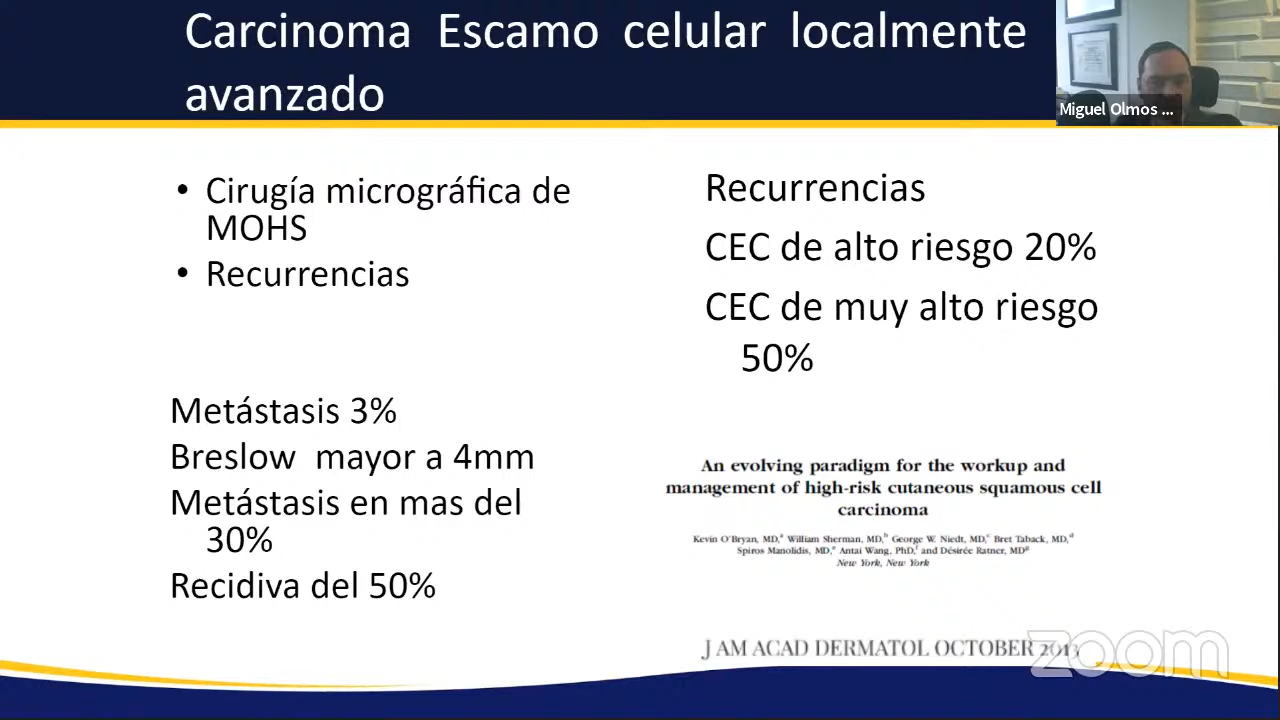 Carcinoma Escamo celular localmente
avanzado
Miguel Olmos ...
• Cirugía micrográfica de
MOHS
• Recurrencias
Metástasis 3%
Breslow mayor a 4mm
Metástasis en mas del
30%
Recidiva del 50%
Recurrencias
CEC de alto riesgo 20%
CEC de muy alto riesgo
50%
An evolving paradigm for the workup and
management of high-risk cutaneous squamous cell
carcinoma
Kevin O'Bryan, MD,a William Sherman, MD,b George W. Niedt, MD,c Bret Taback, MD,d
Spiros Manolidis, MD,e Antai Wang, PhD,f and Désirée Ratner, MDg
New York, New York
J AM ACAD DERMATOL OCTOBER 2013
zoom